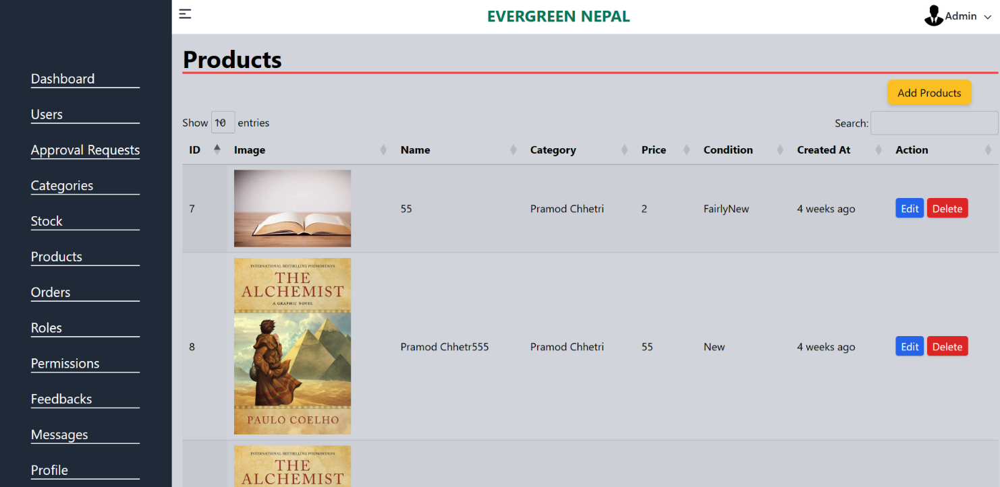 EVERGREEN NEPAL
Admin
Dashboard
Users
Approval Requests
Categories
Stock
Products
Orders
Roles
Permissions
Feedbacks
Messages
Profile
Products
Add Products
Show 10 entries
Search:
ID Image Name Category Price Condition Created At Action
7 55 Pramod Chhetri 2 FairlyNew 4 weeks ago Edit Delete
INTERNATIONAL BESTSELLING PHENOMENON
THE
ALCHEMIST
A GRAPHIC NOVEL
PAULO COELHO
8 Pramod Chhetr555 Pramod Chhetri 55 New 4 weeks ago Edit Delete
INTERNATIONAL BESTSELLING PHENOMENON
THE
ALCHEMIST